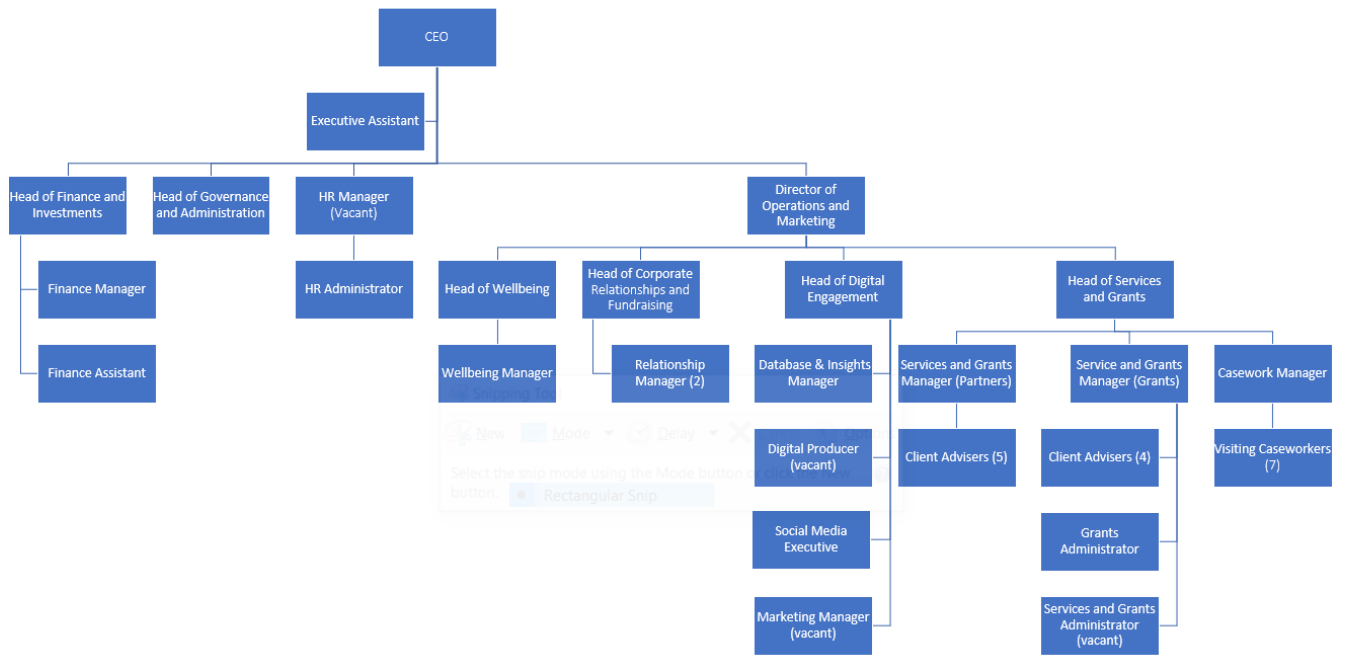 CEO
Executive Assistant
Head of Finance and
Investments
Head of Governance
and Administration
HR Manager
(Vacant)
Director of
Operations and
Marketing
Finance Manager
HR Administrator
Head of Wellbeing
Head of Corporate
Relationships and
Fundraising
Head of Digital
Engagement
Head of Services
and Grants
Finance Assistant
Wellbeing Manager
Relationship
Manager (2)
Database & Insights
Manager
Services and Grants
Manager (Partners)
Service and Grants
Manager (Grants)
Casework Manager
Snipping Tool
New
Mode
Delay
Digital Producer
(vacant)
Client Advisers (5)
Client Advisers (4)
Visiting Caseworkers
(7)
Select the snip mode using the Mode button or click the New
button.
Rectangular Snip
Social Media
Executive
Grants
Administrator
Marketing Manager
(vacant)
Services and Grants
Administrator
(vacant)